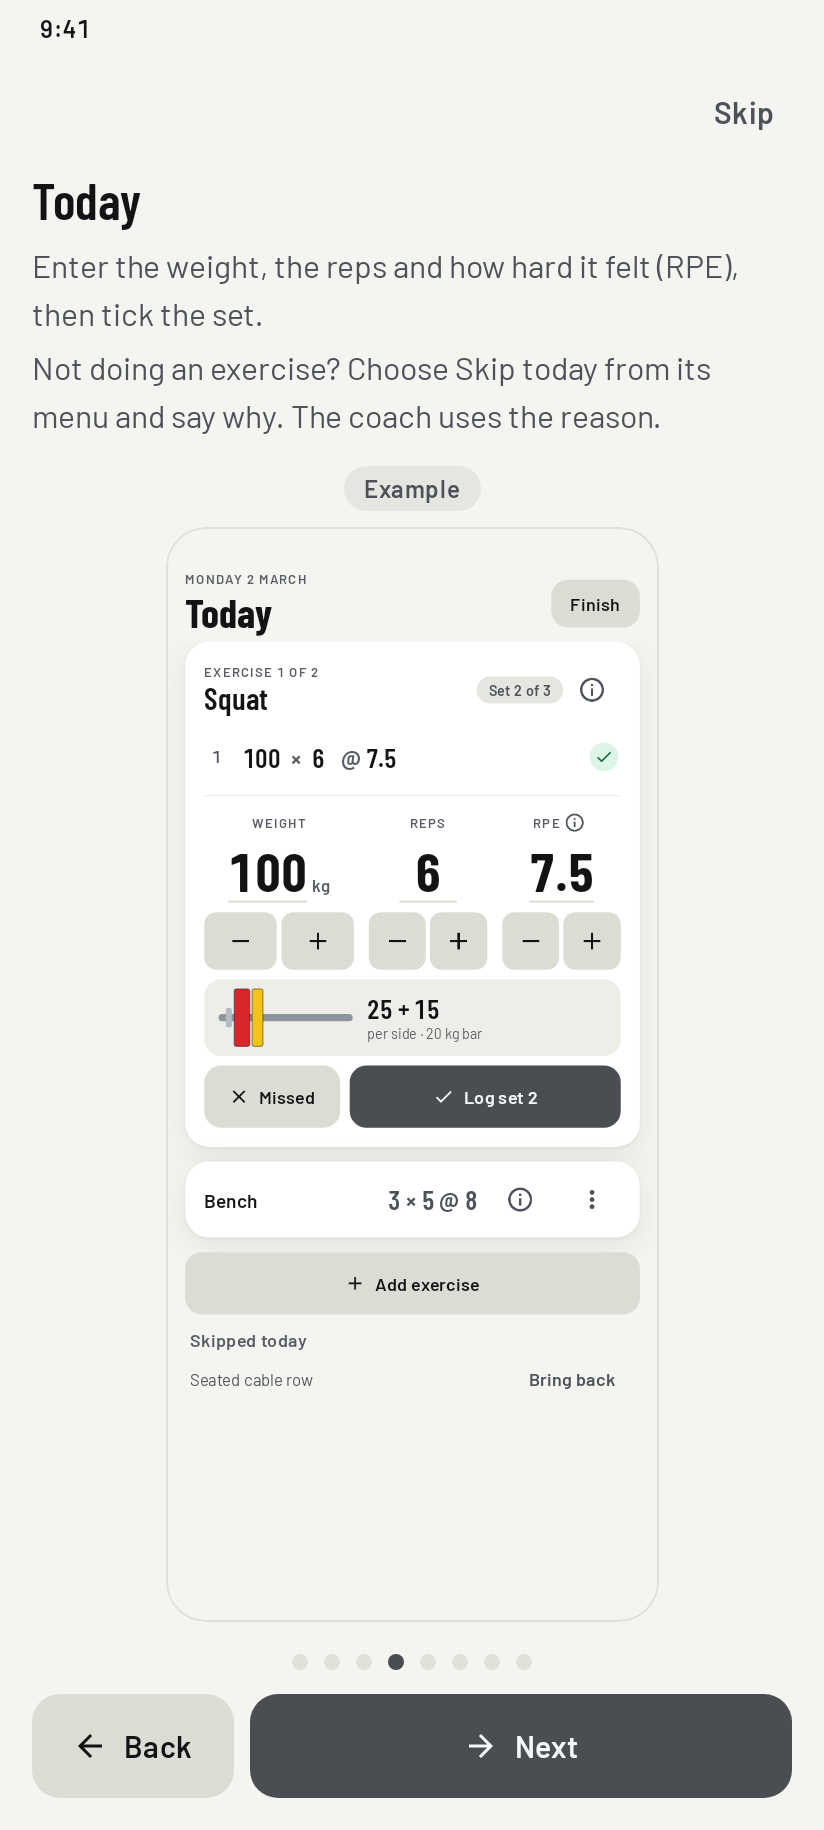 9:41
Skip
Today
Enter the weight, the reps and how hard it felt (RPE),
then tick the set.
Not doing an exercise? Choose Skip today from its
menu and say why. The coach uses the reason.
Example
MONDAY 2 MARCH
Today
Finish
EXERCISE 1 OF 2
Squat
Set 2 of 3
1 100 × 6 @ 7.5
WEIGHT REPS RPE
100 kg 6 7.5
25 + 15
per side · 20 kg bar
Missed
Log set 2
Bench 3 × 5 @ 8
Add exercise
Skipped today
Seated cable row Bring back
Back
Next